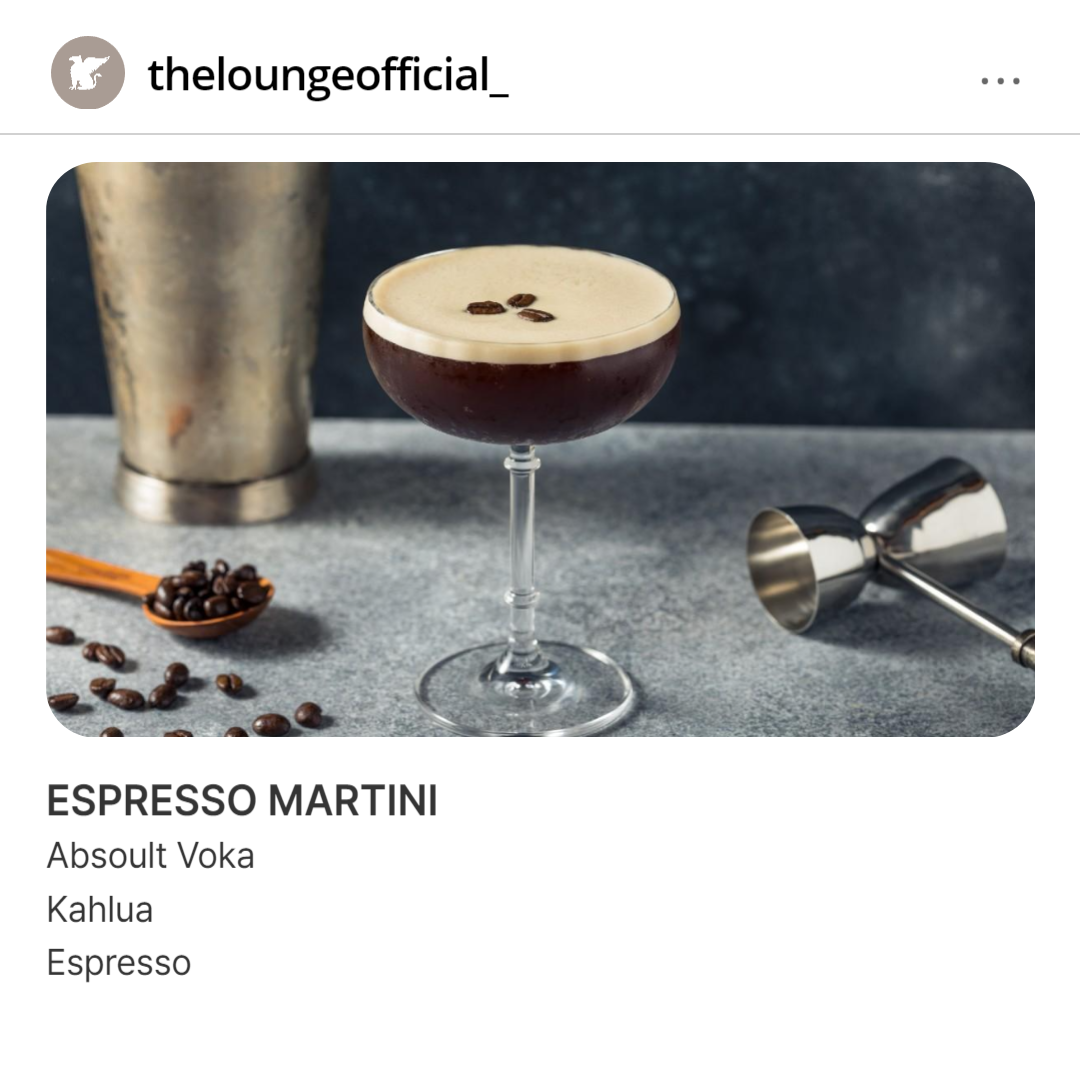 theloungeofficial_
ESPRESSO MARTINI
Absoult Voka
Kahlua
Espresso